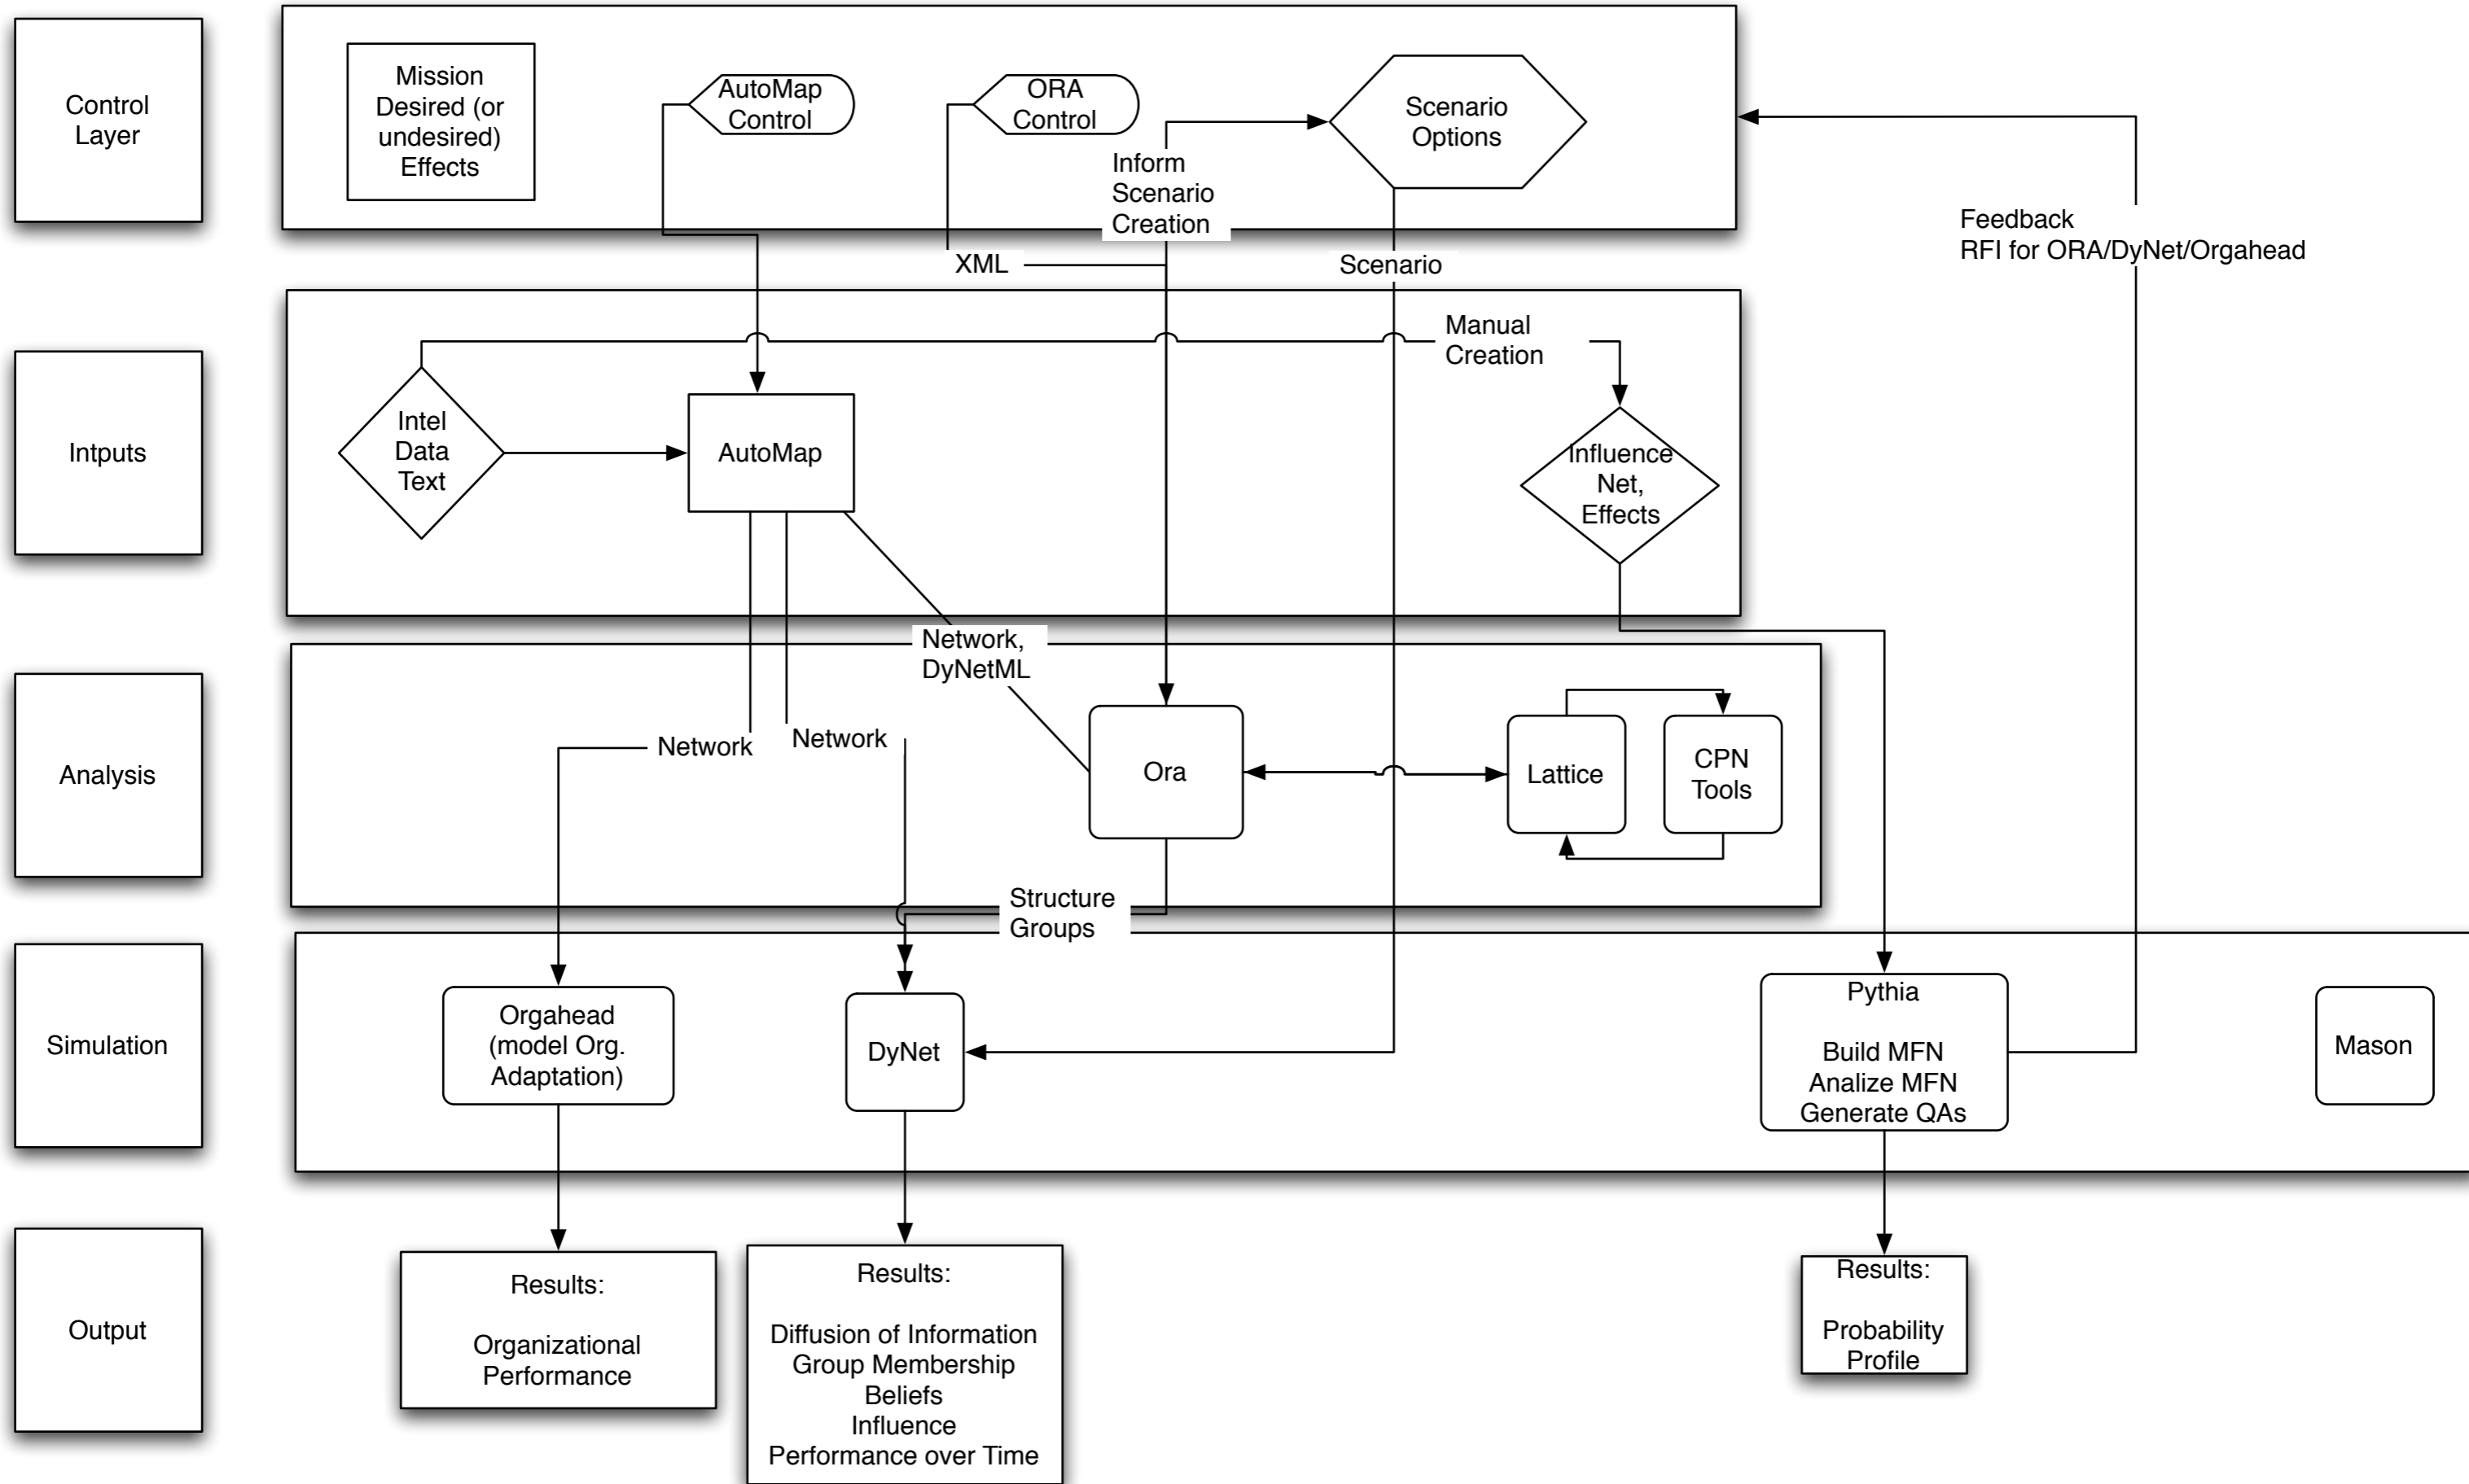 Control
Layer
Mission
Desired (or
undesired)
Effects
AutoMap
Control
ORA
Control
Scenario
Options
Inform
Scenario
Creation
Feedback
RFI for ORA/DyNet/Orgahead
XML
Scenario
Intputs
Intel
Data
Text
AutoMap
Manual
Creation
Influence
Net,
Effects
Network,
DyNetML
Analysis
Network
Network
Ora
Lattice
CPN
Tools
Structure
Groups
Simulation
Orgahead
(model Org.
Adaptation)
DyNet
Pythia
Build MFN
Analize MFN
Generate QAs
Mason
Output
Results:
Organizational
Performance
Results:
Diffusion of Information
Group Membership
Beliefs
Influence
Performance over Time
Results:
Probability
Profile